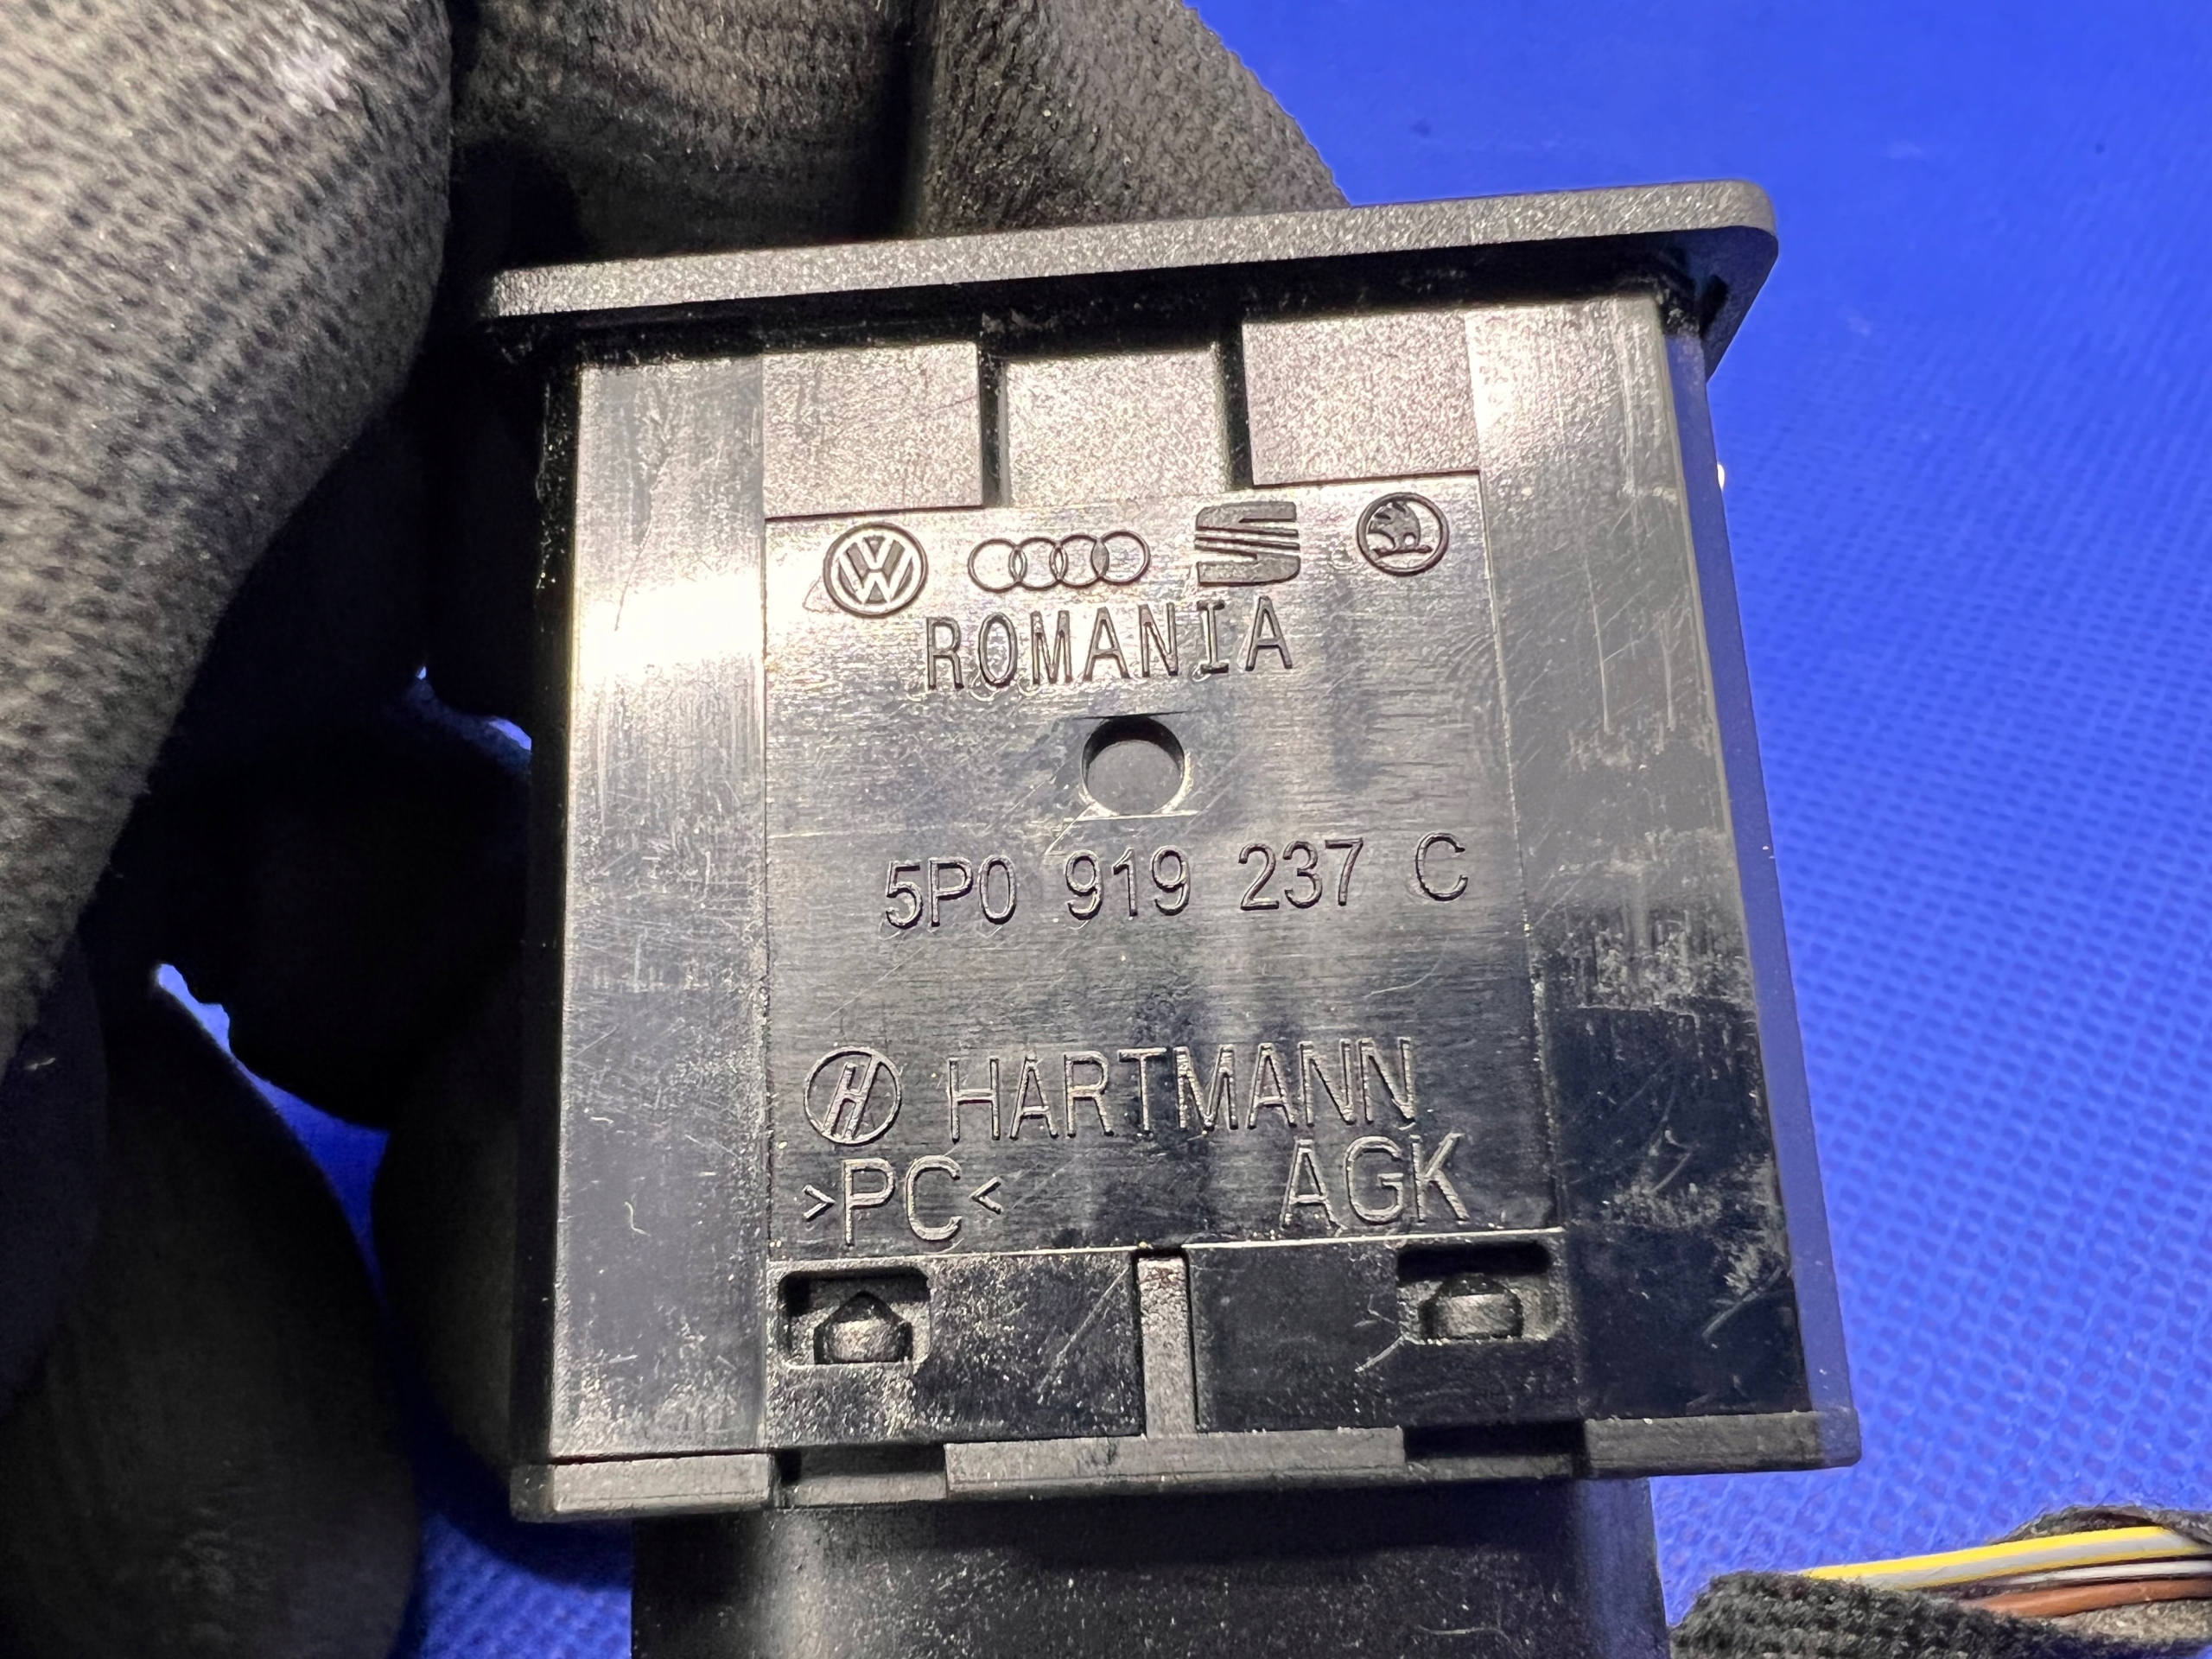 ROMANIA
5P0 919 237 C
HARTMANN
>PC< AGK